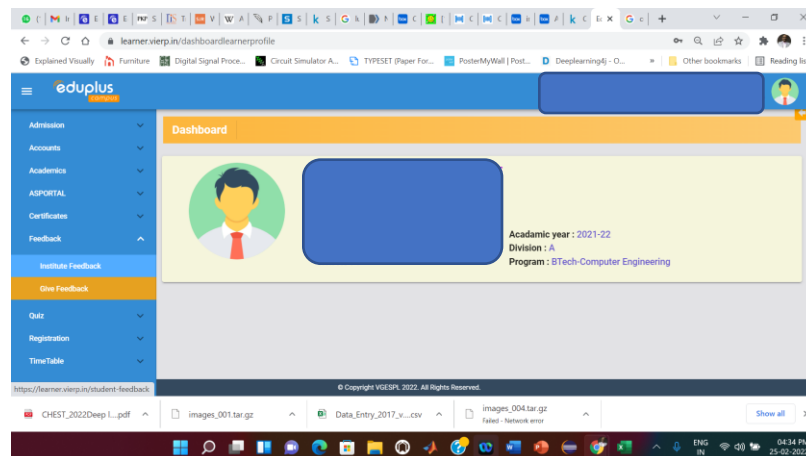 learner.vierp.in/dashboardlearnerprofile
Explained Visually
Furniture
Digital Signal Proce...
Circuit Simulator A...
TYPESET (Paper For...
PosterMyWall | Post...
Deeplearning4j - O...
»
Other bookmarks
Reading lis
eduplus
campus
Admission
Accounts
Academics
ASPORTAL
Certificates
Feedback
Institute Feedback
Give Feedback
Quiz
Registration
TimeTable
Dashboard
Acadamic year : 2021-22
Division : A
Program : BTech-Computer Engineering
https://learner.vierp.in/student-feedback
© Copyright VGESPL 2022. All Rights Reserved.
CHEST_2022Deep l....pdf
images_001.tar.gz
Data_Entry_2017_v....csv
images_004.tar.gz
Failed - Network error
Show all
ENG
IN
04:34 PM
25-02-202